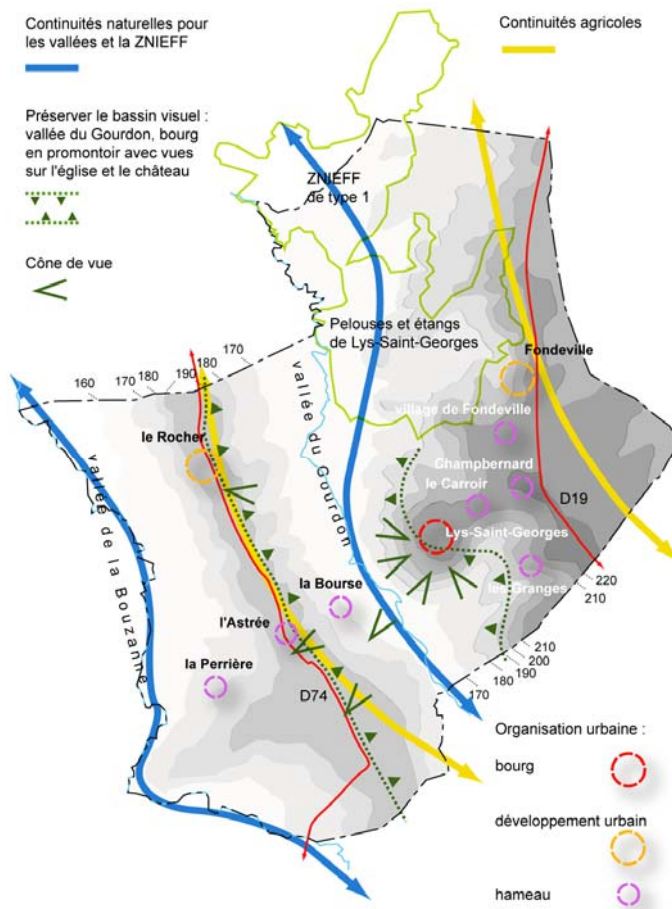 Continuités naturelles pour
les vallées et la ZNIEFF
Continuités agricoles
Préserver le bassin visuel :
vallée du Gourdon, bourg
en promontoir avec vues
sur l'église et le château
Cône de vue
ZNIEFF
de type 1
Pelouses et étangs
de Lys-Saint-Georges
Fondeville
village de Fondeville
Champbernard
le Carroir
D19
Lys-Saint-Georges
les Granges
220
210
210
200
190
180
170
160
170
180
190
180
170
le Rocher
vallée du Gourdon
vallée de la Bouzanne
la Bourse
l'Astrée
la Perrière
D74
Organisation urbaine :
bourg
développement urbain
hameau